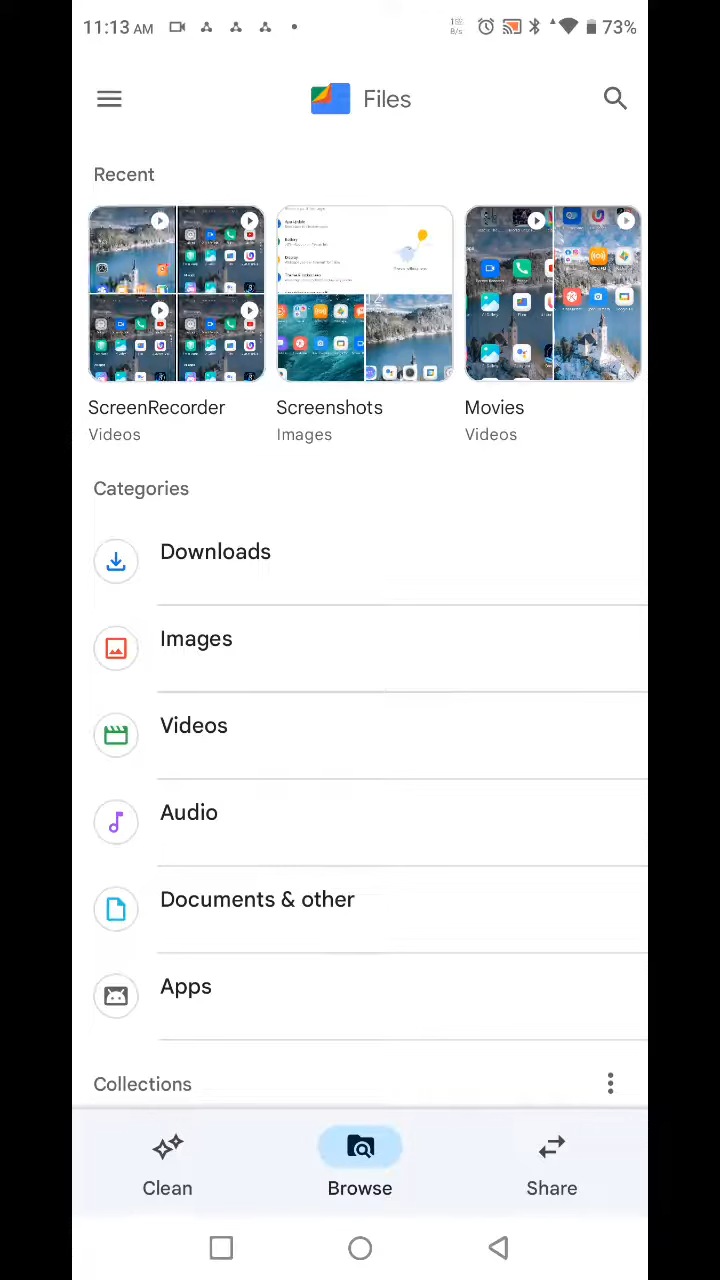 11:13 AM
73%
Files
Recent
ScreenRecorder
Videos
Screenshots
Images
Movies
Videos
Categories
Downloads
Images
Videos
Audio
Documents & other
Apps
Collections
Clean
Browse
Share